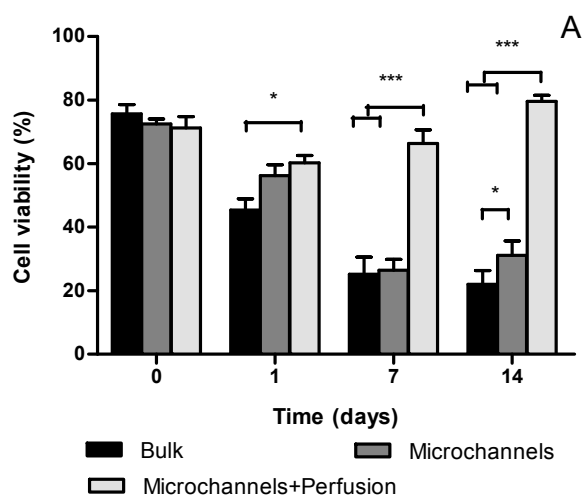 A
***
***
*
*
100
80
60
40
20
0
Cell viability (%)
0 1 7 14
Time (days)
Bulk Microchannels
Microchannels+Perfusion